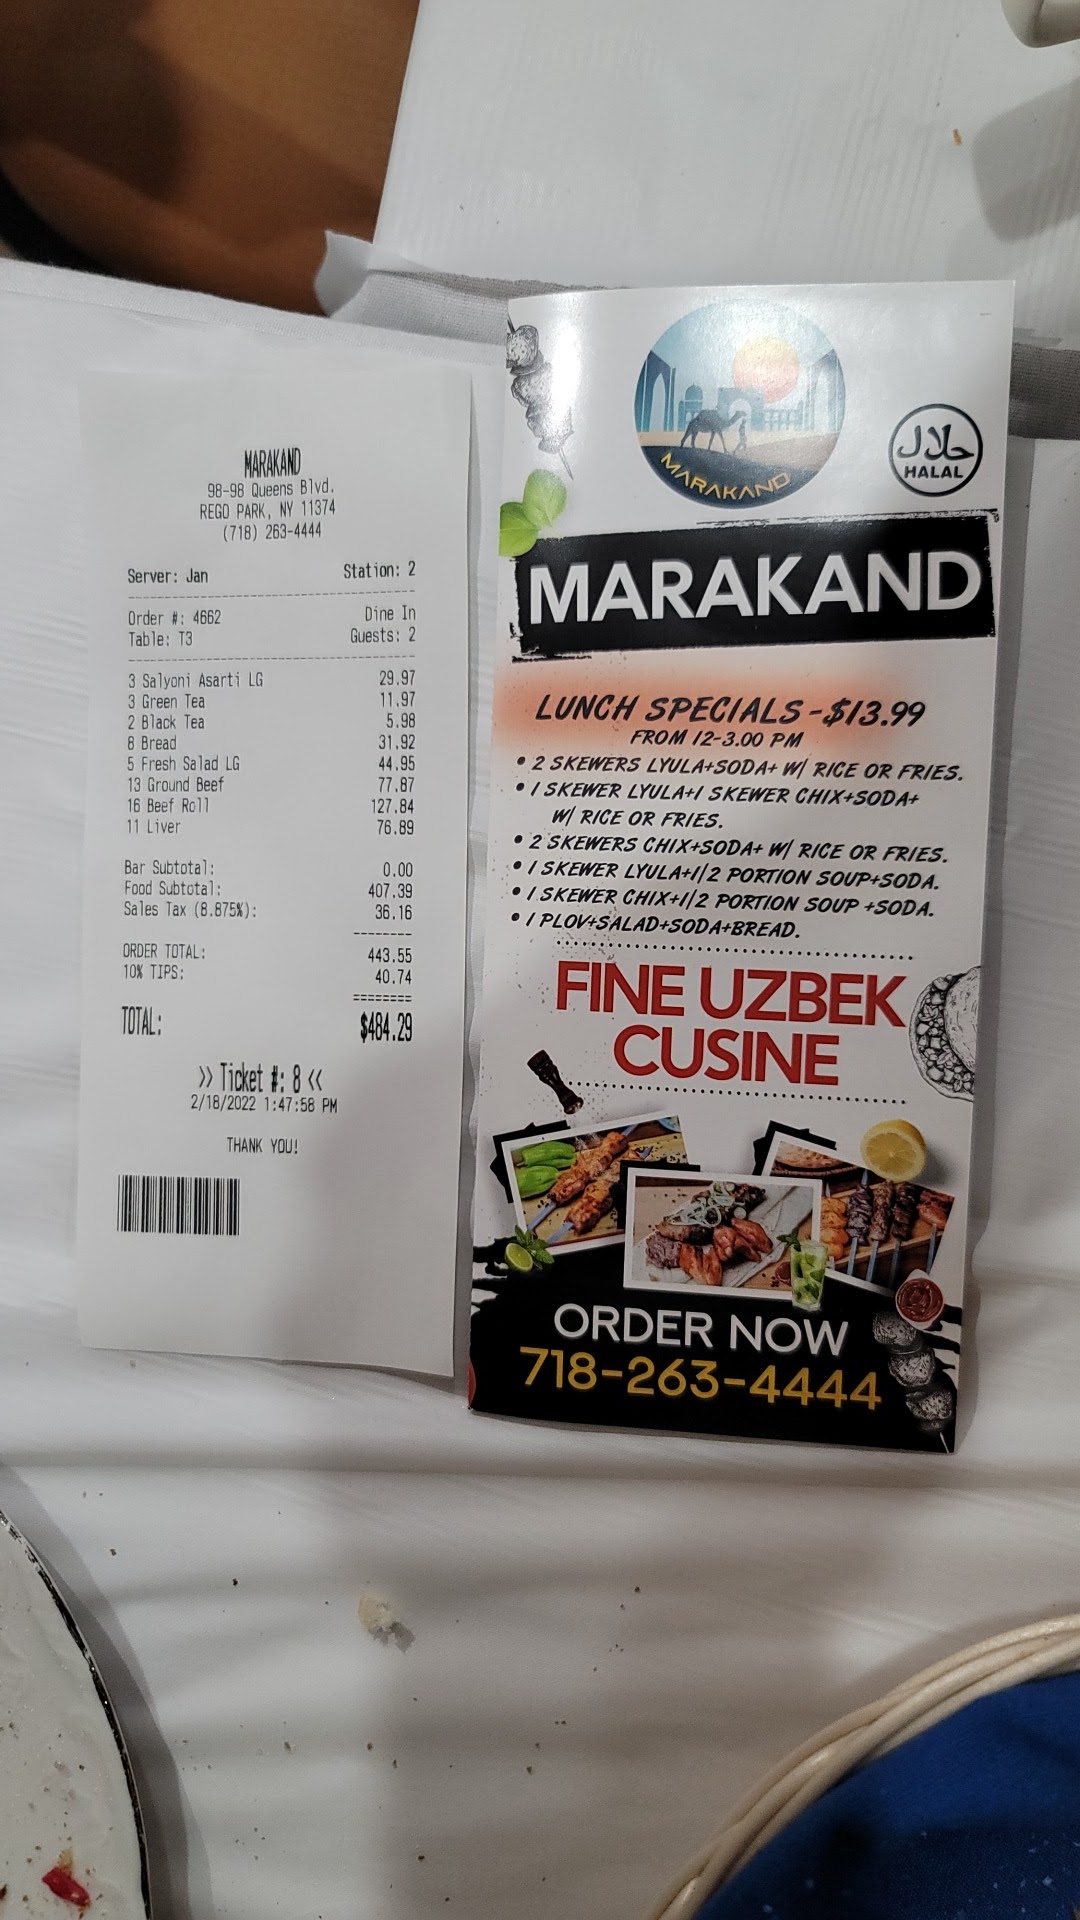 MARAKAND
98-98 Queens Blvd.
REGO PARK, NY 11374
(718) 263-4444
Server: Jan Station: 2
Order #: 4662 Dine In
Table: T3 Guests: 2
3 Salyoni Asarti LG 29.97
3 Green Tea 11.97
2 Black Tea 5.98
8 Bread 31.92
5 Fresh Salad LG 44.95
13 Ground Beef 77.87
16 Beef Roll 127.84
11 Liver 76.89
Bar Subtotal: 0.00
Food Subtotal: 407.39
Sales Tax (8.875%): 36.16
ORDER TOTAL: 443.55
10% TIPS: 40.74
TOTAL: $484.29
>> Ticket #: 8 <<
2/18/2022 1:47:58 PM
THANK YOU!
MARAKAND
حلال
HALAL
MARAKAND
LUNCH SPECIALS -$13.99
FROM 12-3.00 PM
• 2 SKEWERS LYULA+SODA+ W/ RICE OR FRIES.
• 1 SKEWER LYULA+1 SKEWER CHIX+SODA+
W/ RICE OR FRIES.
• 2 SKEWERS CHIX+SODA+ W/ RICE OR FRIES.
• 1 SKEWER LYULA+1/2 PORTION SOUP+SODA.
• 1 SKEWER CHIX+1/2 PORTION SOUP +SODA.
• 1 PLOV+SALAD+SODA+BREAD.
FINE UZBEK
CUSINE
ORDER NOW
718-263-4444